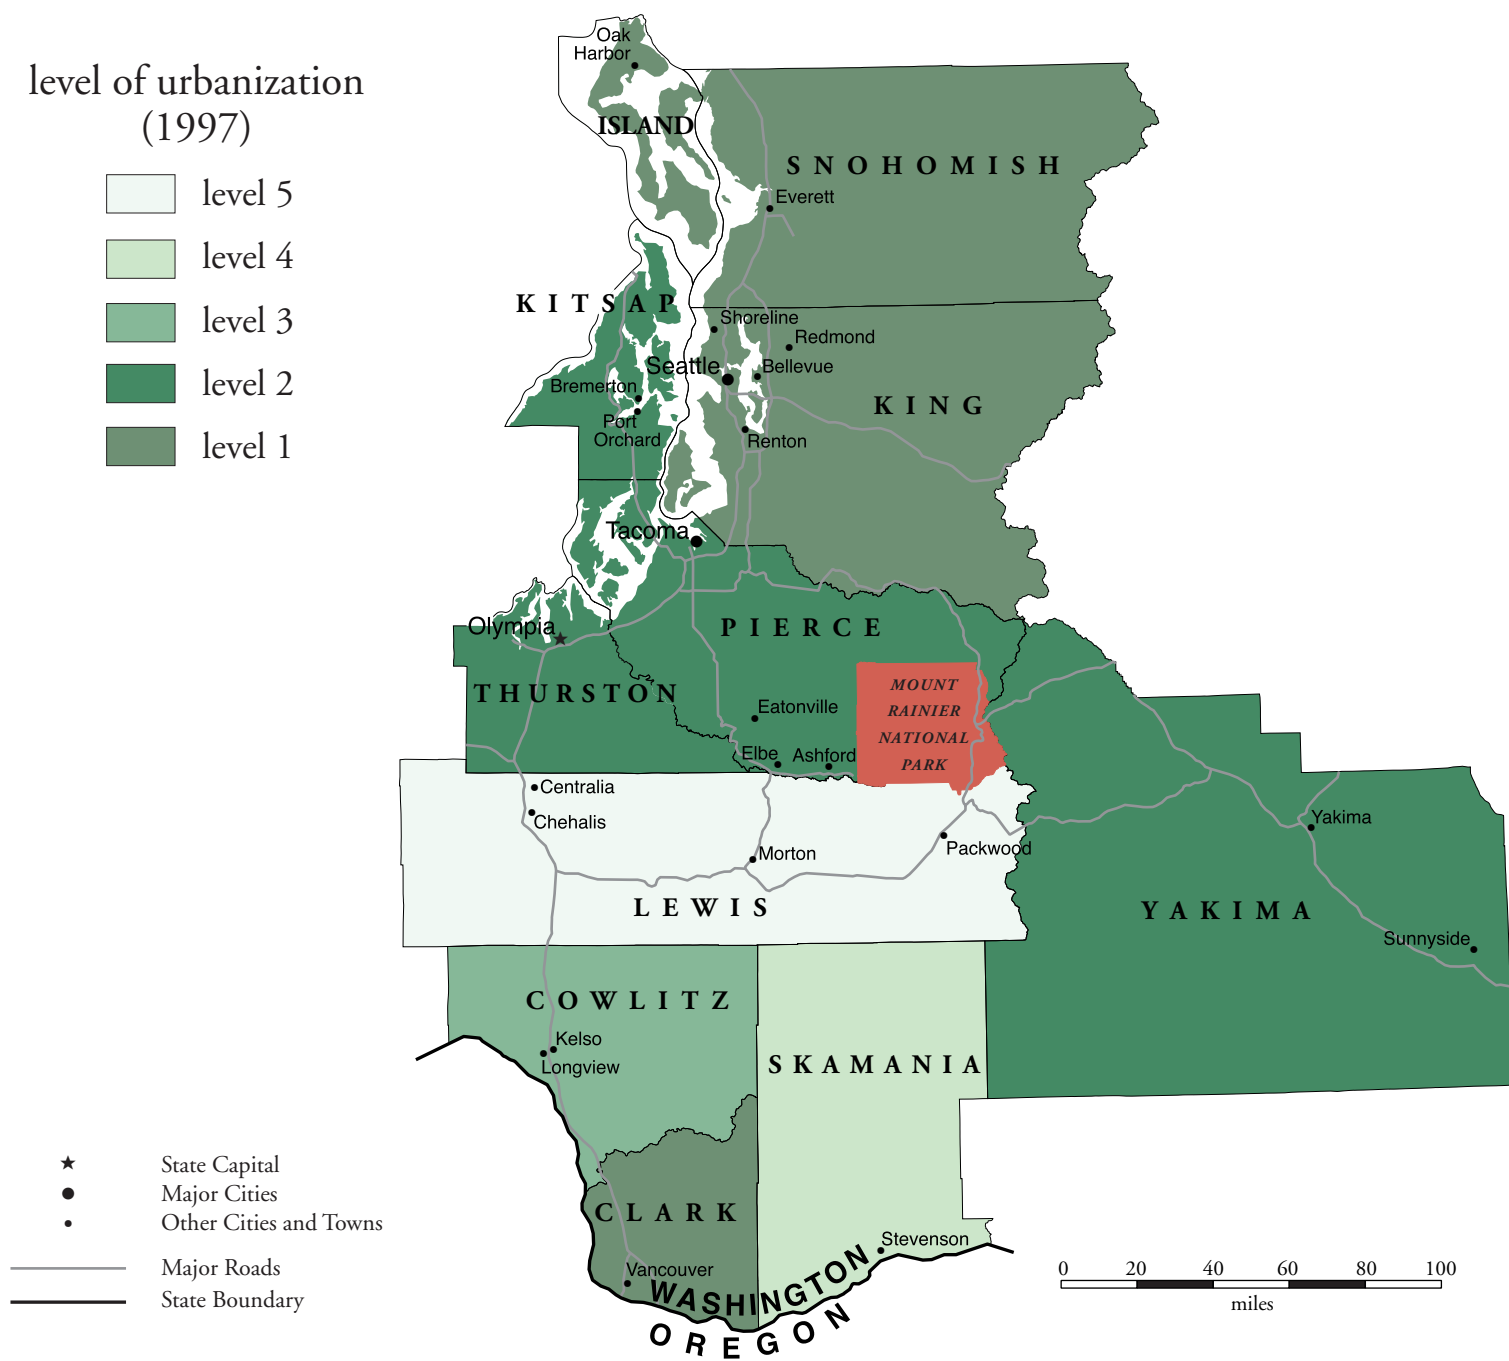 level of urbanization
(1997)
level 5
level 4
level 3
level 2
level 1
Oak
Harbor
ISLAND
SNOHOMISH
Everett
KITSAP
Shoreline
Redmond
Seattle
Bellevue
Bremerton
KING
Port
Orchard
Renton
Tacoma
Olympia
PIERCE
THURSTON
MOUNT
RAINIER
NATIONAL
PARK
Eatonville
Elbe
Ashford
Centralia
Chehalis
Yakima
Morton
Packwood
LEWIS
YAKIMA
Sunnyside
COWLITZ
Kelso
Longview
SKAMANIA
CLARK
Stevenson
Vancouver
WASHINGTON
OREGON
State Capital
Major Cities
Other Cities and Towns
Major Roads
State Boundary
0 20 40 60 80 100
miles